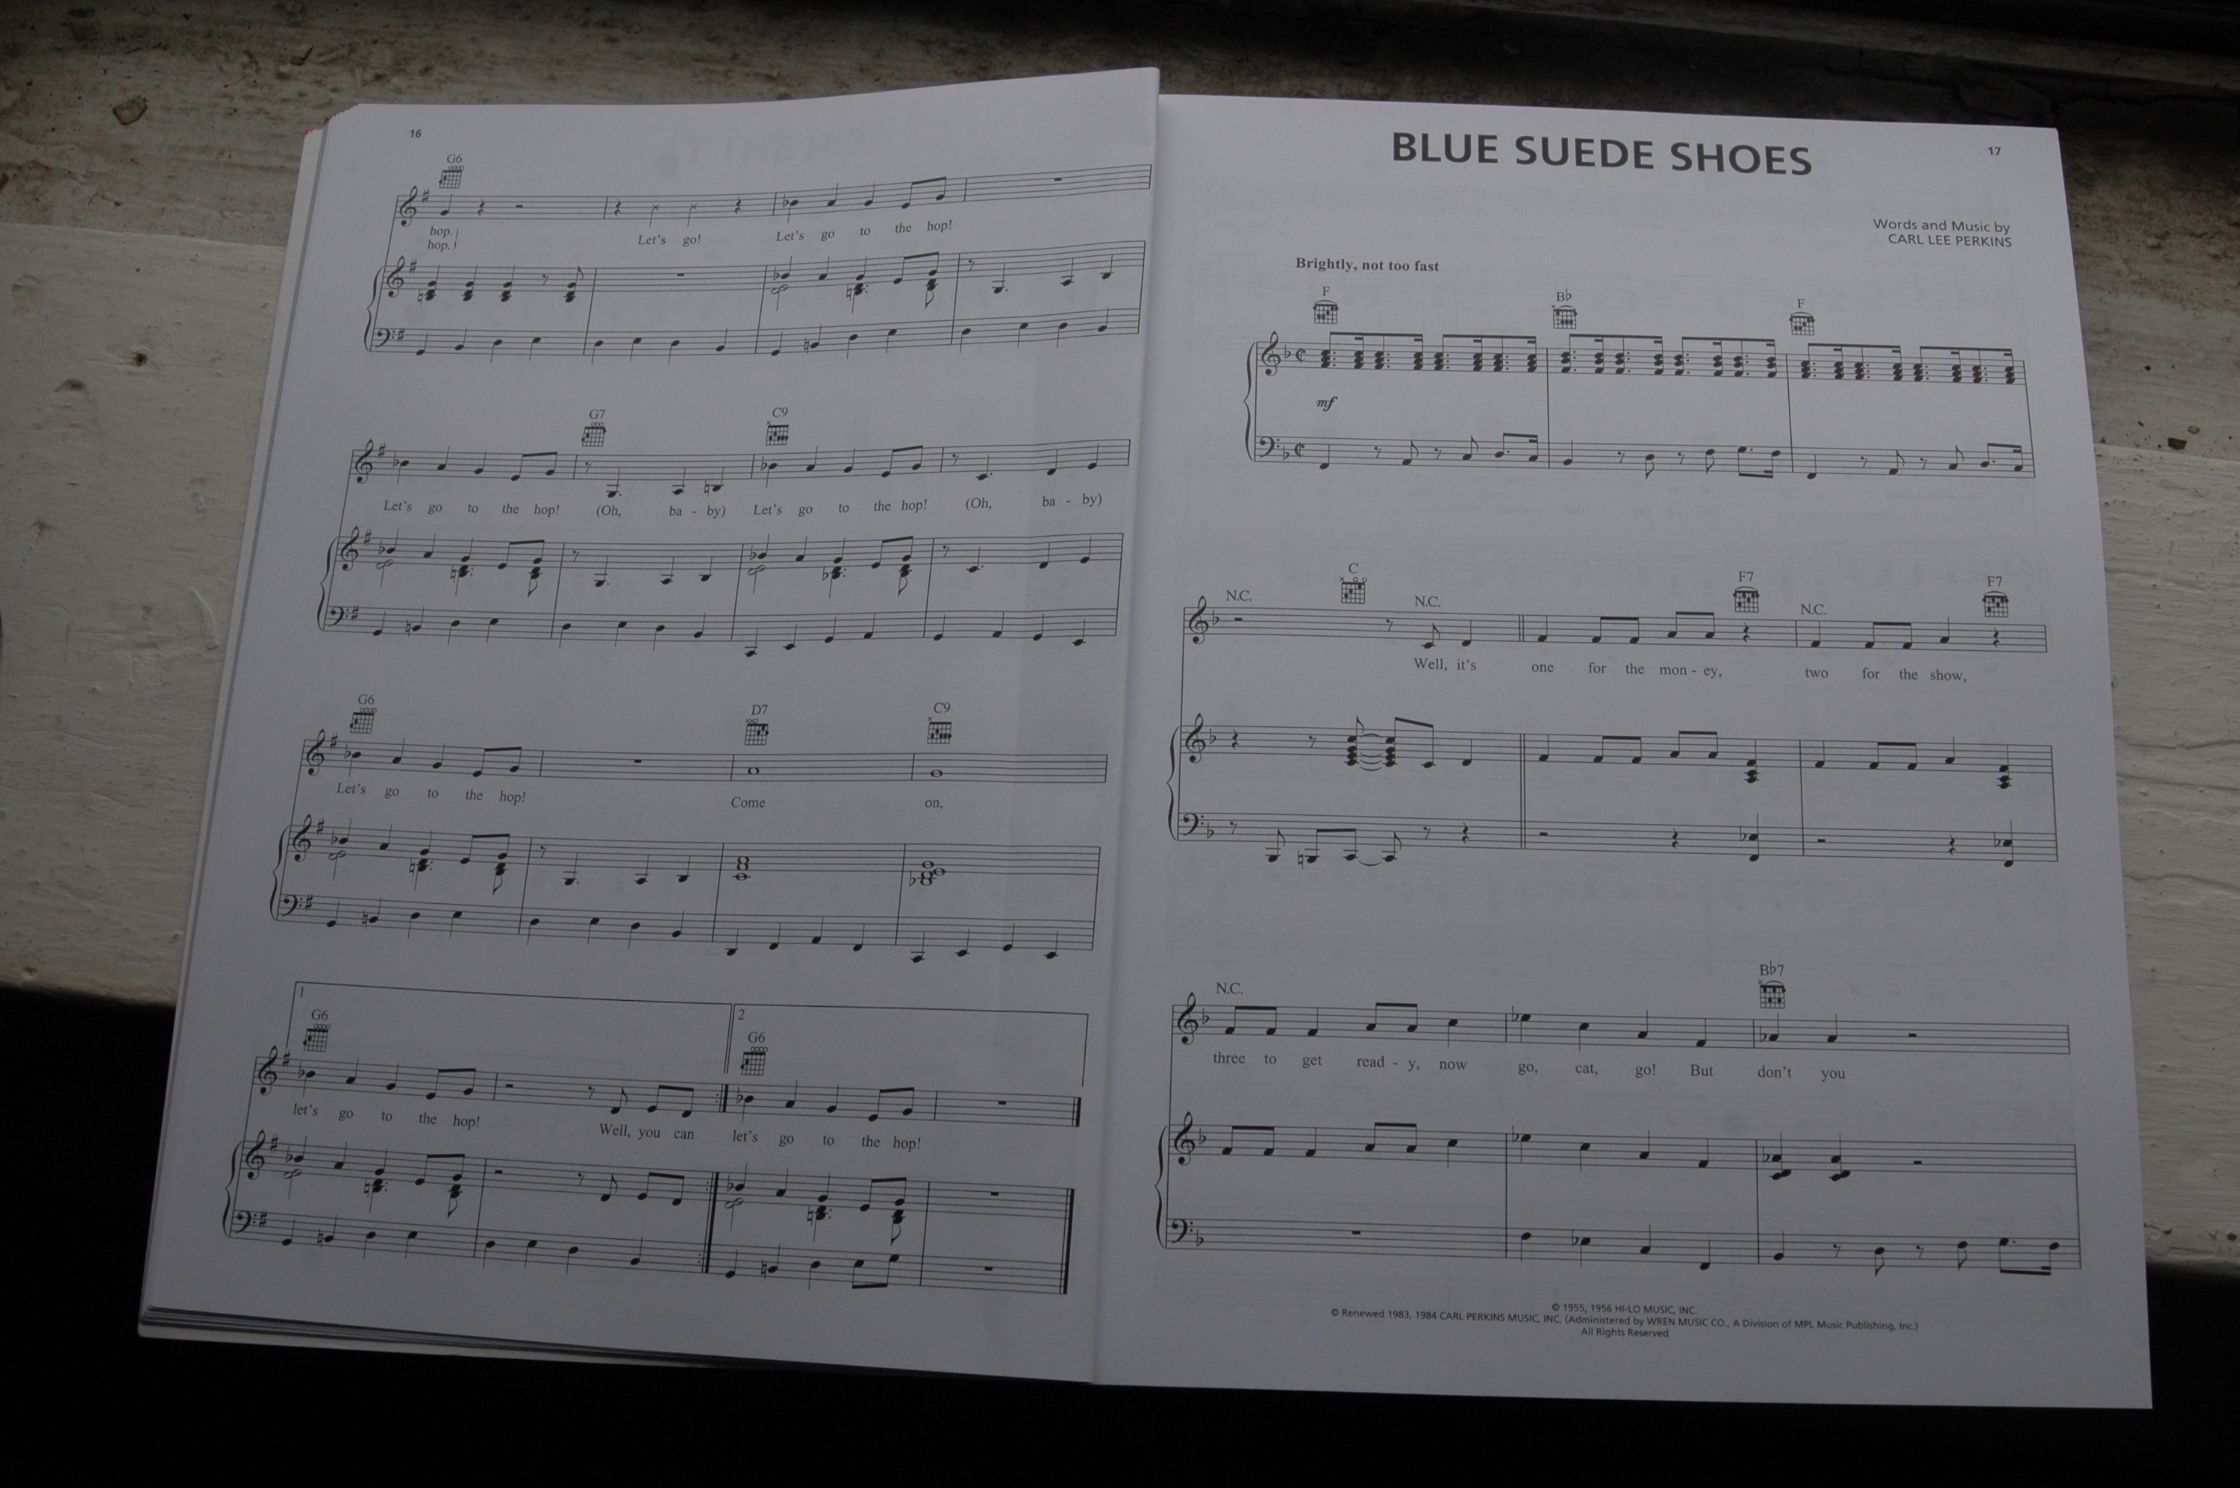 16
G6
hop. Let's go! Let's go to the hop!
hop.
G7 C9
Let's go to the hop! (Oh, ba - by) Let's go to the hop! (Oh, ba - by)
G6 D7 C9
Let's go to the hop! Come on,
1 2
G6 G6
let's go to the hop! Well, you can let's go to the hop!
BLUE SUEDE SHOES
17
Words and Music by
CARL LEE PERKINS
Brightly, not too fast
F B♭ F
mf
N.C. C N.C. F7 N.C. F7
Well, it's one for the mon - ey, two for the show,
N.C. B♭7
three to get read - y, now go, cat, go! But don't you
© 1955, 1956 HI-LO MUSIC, INC.
© Renewed 1983, 1984 CARL PERKINS MUSIC, INC. (Administered by WREN MUSIC CO., A Division of MPL Music Publishing, Inc.)
All Rights Reserved